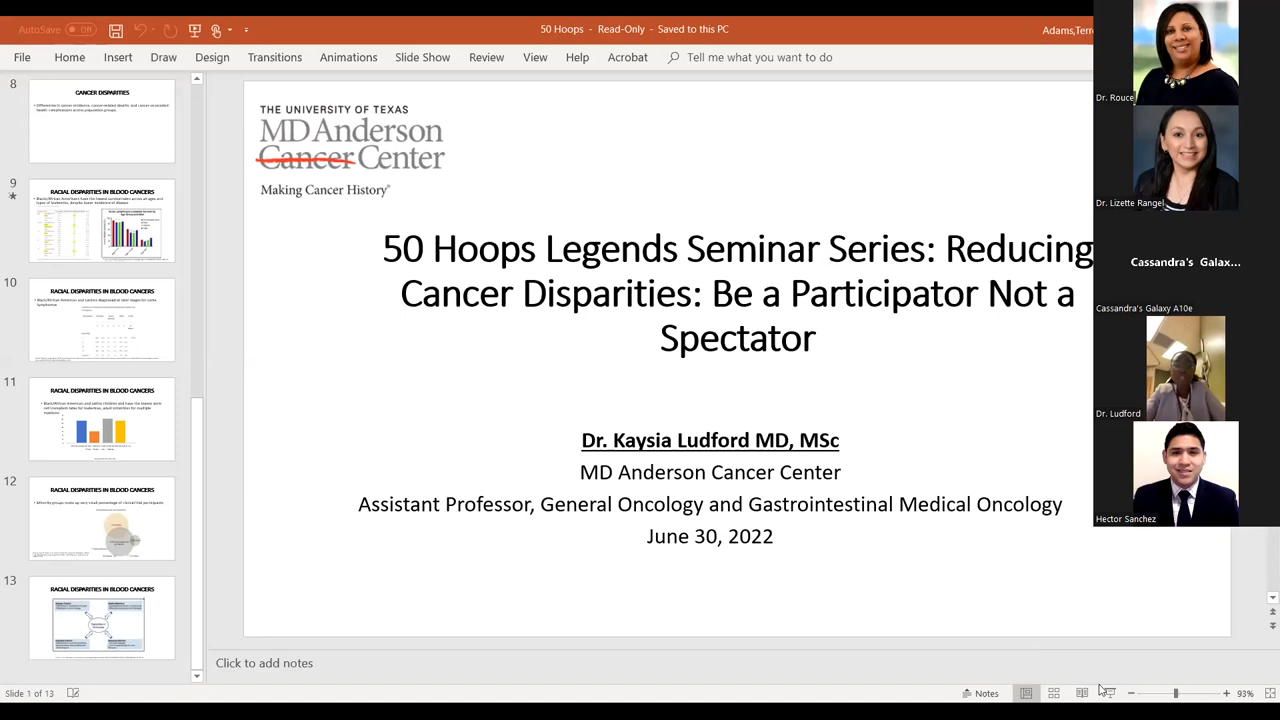 AutoSave Off
50 Hoops - Read-Only - Saved to this PC
Adams,Terr
File Home Insert Draw Design Transitions Animations Slide Show Review View Help Acrobat Tell me what you want to do
8
CANCER DISPARITIES
9
RACIAL DISPARITIES IN BLOOD CANCERS
10
RACIAL DISPARITIES IN BLOOD CANCERS
11
RACIAL DISPARITIES IN BLOOD CANCERS
12
RACIAL DISPARITIES IN BLOOD CANCERS
13
RACIAL DISPARITIES IN BLOOD CANCERS
THE UNIVERSITY OF TEXAS
MD Anderson
Cancer Center
Making Cancer History®
50 Hoops Legends Seminar Series: Reducing
Cancer Disparities: Be a Participator Not a
Spectator
Dr. Kaysia Ludford MD, MSc
MD Anderson Cancer Center
Assistant Professor, General Oncology and Gastrointestinal Medical Oncology
June 30, 2022
Dr. Rouce
Dr. Lizette Rangel
Cassandra's Galax...
Cassandra's Galaxy A10e
Dr. Ludford
Hector Sanchez
Click to add notes
Slide 1 of 13
Notes
93%